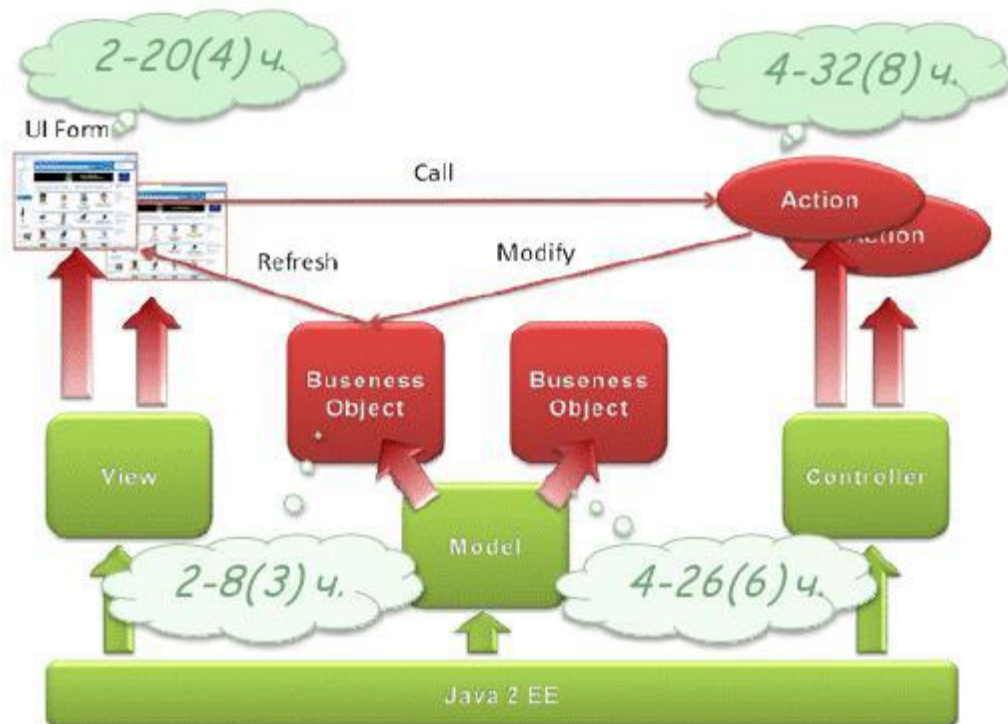 2-20(4) ч.
4-32(8) ч.
UI Form
Call
Action
Action
Refresh
Modify
Buseness
Object
Buseness
Object
View
Model
Controller
2-8(3) ч.
4-26(6) ч.
Java 2 EE